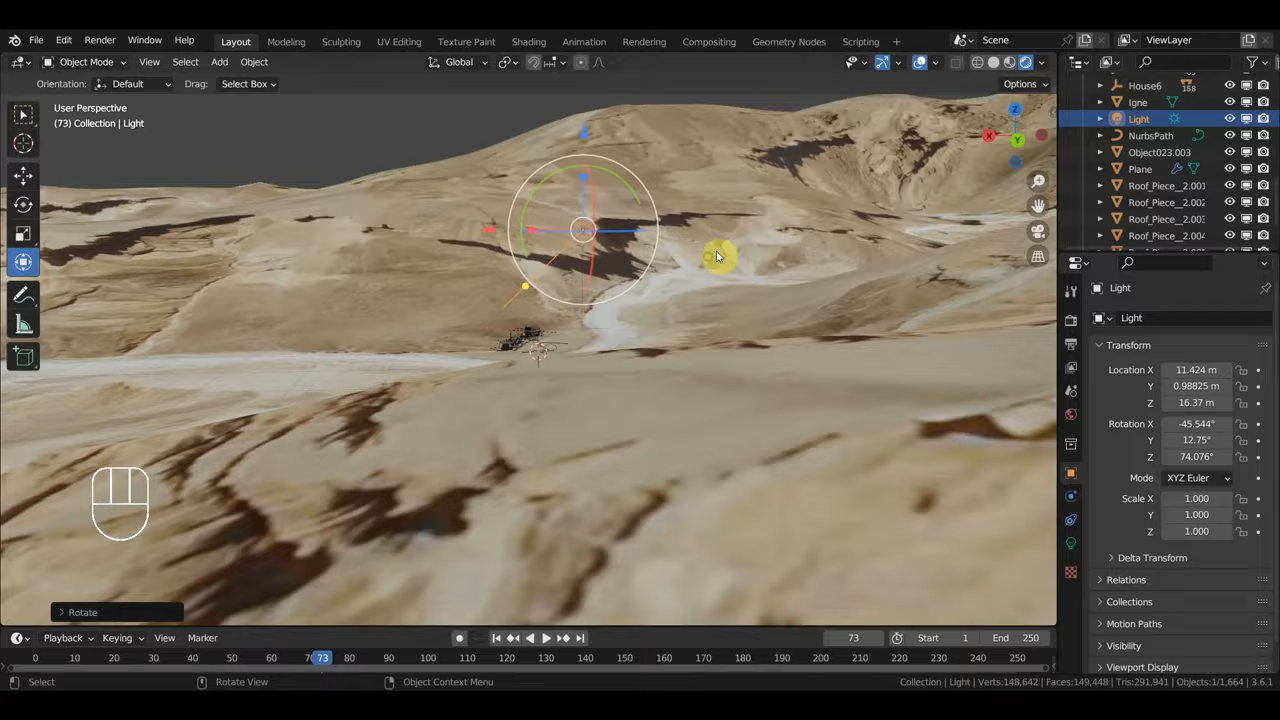 File Edit Render Window Help Layout Modeling Sculpting UV Editing Texture Paint Shading Animation Rendering Compositing Geometry Nodes Scripting + Scene ViewLayer
Object Mode View Select Add Object Global
Orientation: Default Drag: Select Box Options
User Perspective
(73) Collection | Light
Z
X
Y
House6 158
Igne
Light
NurbsPath
Object023.003
Plane
Roof_Piece__2.001
Roof_Piece__2.002
Roof_Piece__2.003
Roof_Piece__2.004
Light
Light
Transform
Location X 11.424 m
Y 0.98825 m
Z 16.37 m
Rotation X -45.544°
Y 12.75°
Z 74.076°
Mode XYZ Euler
Scale X 1.000
Y 1.000
Z 1.000
Delta Transform
Relations
Collections
Motion Paths
Visibility
Viewport Display
Rotate
Playback Keying View Marker 73 Start 1 End 250
0 20 30 40 50 60 73 80 90 100 110 120 130 140 150 160 170 180 190 200 210 220 230 240 250
Select Rotate View Object Context Menu Collection | Light | Verts:148,642 | Faces:149,448 | Tris:291,941 | Objects:1/1,664 | 3.6.1